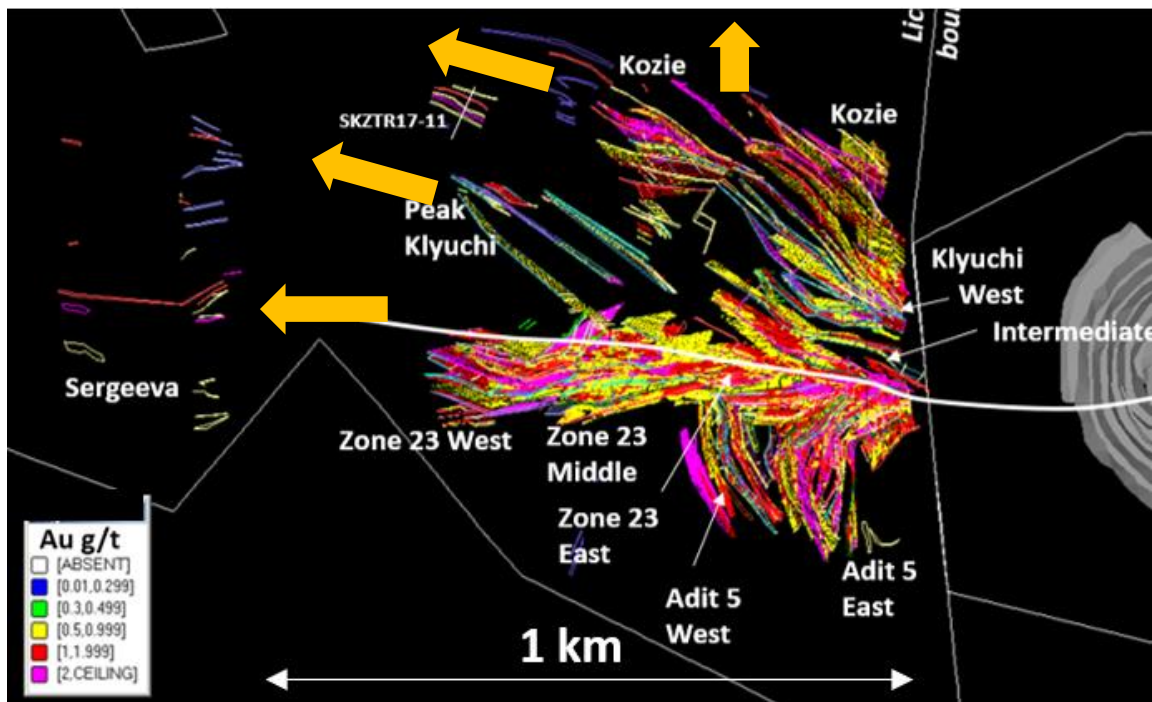 Lic
bou
Kozie
Kozie
SKZTR17-11
Peak
Klyuchi
Klyuchi
West
Intermediate
Sergeeva
Zone 23 West
Zone 23
Middle
Zone 23
East
Adit 5
West
Adit 5
East
Au g/t
[ABSENT]
[0.01,0.299]
[0.3,0.499]
[0.5,0.999]
[1,1.999]
[2,CEILING]
1 km